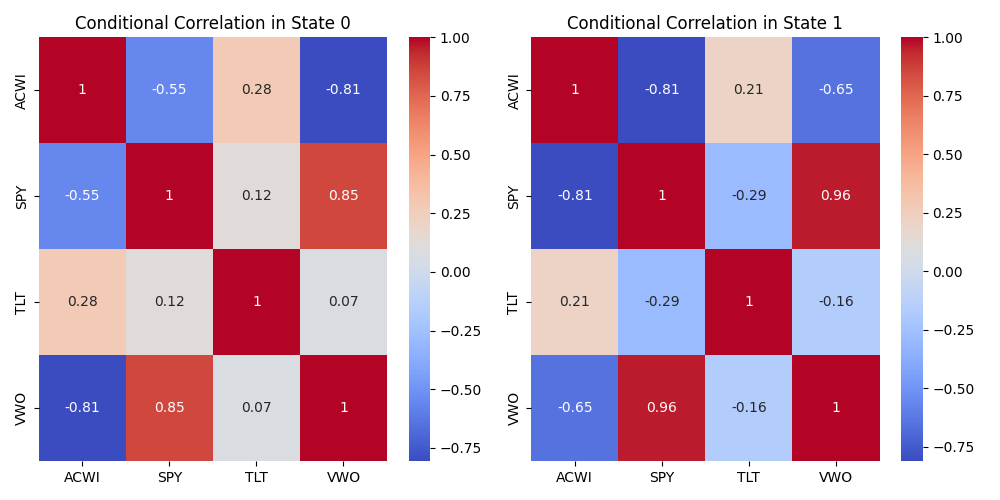 Conditional Correlation in State 0
ACWI 1 -0.55 0.28 -0.81
SPY -0.55 1 0.12 0.85
TLT 0.28 0.12 1 0.07
VWO -0.81 0.85 0.07 1
ACWI SPY TLT VWO
1.00
0.75
0.50
0.25
0.00
−0.25
−0.50
−0.75
Conditional Correlation in State 1
ACWI 1 -0.81 0.21 -0.65
SPY -0.81 1 -0.29 0.96
TLT 0.21 -0.29 1 -0.16
VWO -0.65 0.96 -0.16 1
ACWI SPY TLT VWO
1.00
0.75
0.50
0.25
0.00
−0.25
−0.50
−0.75